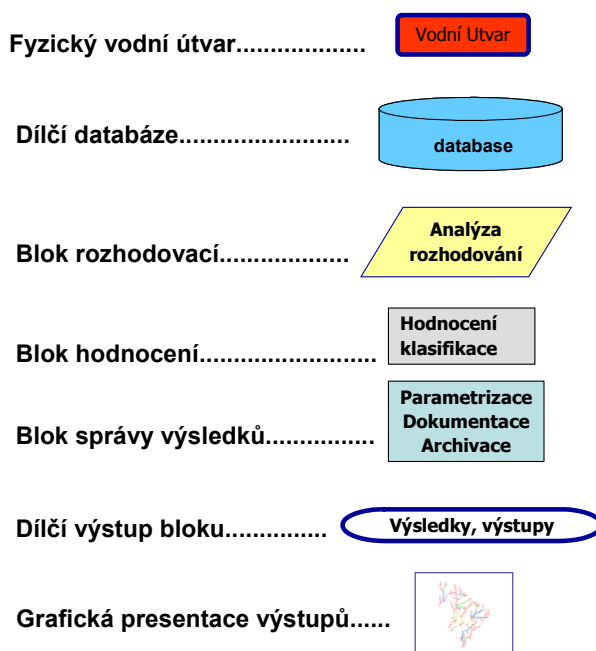 Fyzický vodní útvar................... Vodní Utvar
Dílčí databáze.......................... database
Blok rozhodovací................... Analýza
rozhodování
Blok hodnocení........................... Hodnocení
klasifikace
Blok správy výsledků................ Parametrizace
Dokumentace
Archivace
Dílčí výstup bloku............... Výsledky, výstupy
Grafická presentace výstupů......